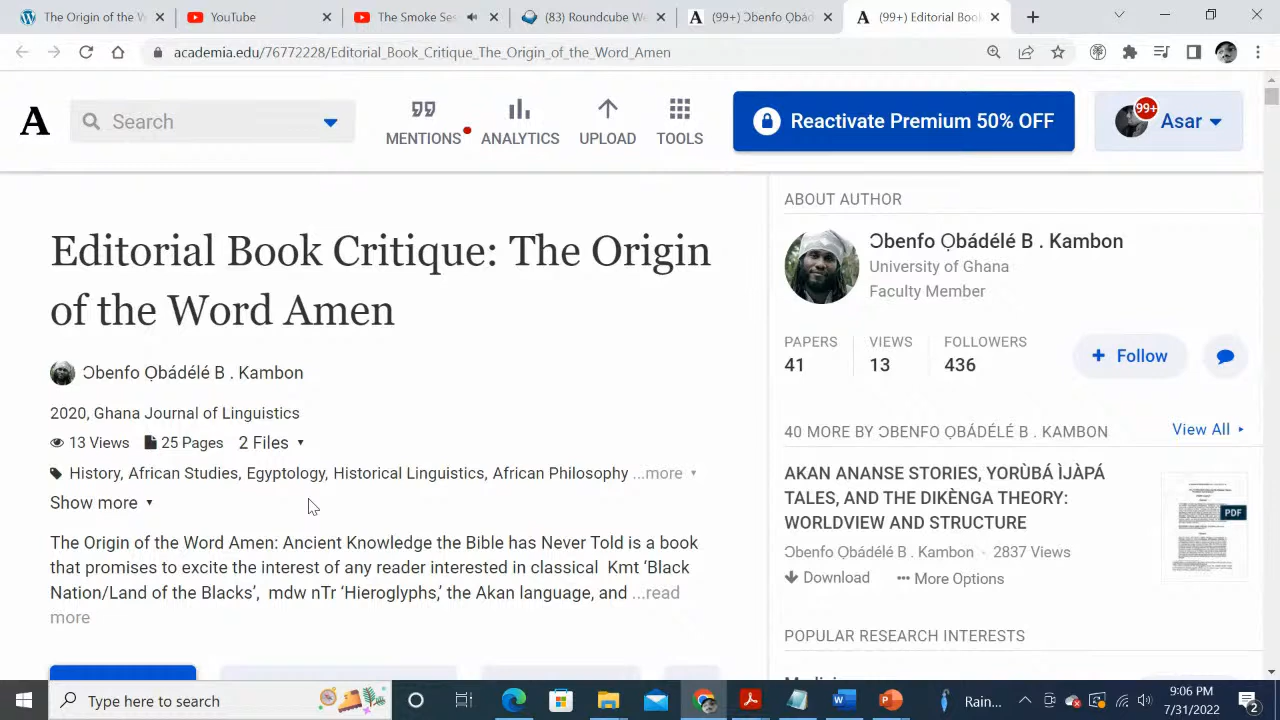 The Origin of the W
YouTube
The Smoke Ses
(83) Roundcube We
(99+) Ɔbenfo Ọbád
(99+) Editorial Boo
academia.edu/76772228/Editorial_Book_Critique_The_Origin_of_the_Word_Amen
A
Search
MENTIONS
ANALYTICS
UPLOAD
TOOLS
Reactivate Premium 50% OFF
99+
Asar
Editorial Book Critique: The Origin
of the Word Amen
Ɔbenfo Ọbádélé B . Kambon
2020, Ghana Journal of Linguistics
13 Views
25 Pages
2 Files
History, African Studies, Egyptology, Historical Linguistics, African Philosophy ...more
Show more
The Origin of the Word Amen: Ancient Knowledge the Bible has Never Told is a book
that promises to excite the interest of any reader interested in classical Kmt ‘Black
Nation/Land of the Blacks’, mdw nTr ‘Hieroglyphs,’ the Akan language, and ...read
more
ABOUT AUTHOR
Ɔbenfo Ọbádélé B . Kambon
University of Ghana
Faculty Member
PAPERS
41
VIEWS
13
FOLLOWERS
436
+ Follow
40 MORE BY ƆBENFO ỌBÁDÉLÉ B . KAMBON
View All
AKAN ANANSE STORIES, YORÙBÁ ÌJÀPÁ
TALES, AND THE DIKÈNGA THEORY:
WORLDVIEW AND STRUCTURE
PDF
Ɔbenfo Ọbádélé B . Kambon · 2837 Views
Download
••• More Options
POPULAR RESEARCH INTERESTS
Type here to search
Rain...
9:06 PM
7/31/2022
2